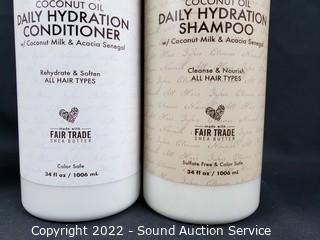 COCONUT OIL
DAILY HYDRATION
CONDITIONER
w/ Coconut Milk & Acacia Senegal
Rehydrate & Soften
ALL HAIR TYPES
made with
FAIR TRADE
SHEA BUTTER
Color Safe
34 fl oz / 1006 mL
COCONUT OIL
DAILY HYDRATION
SHAMPOO
w/ Coconut Milk & Acacia Senegal
Cleanse & Nourish
ALL HAIR TYPES
made with
FAIR TRADE
SHEA BUTTER
Sulfate Free & Color Safe
34 fl oz / 1006 mL
Copyright 2022 - Sound Auction Service